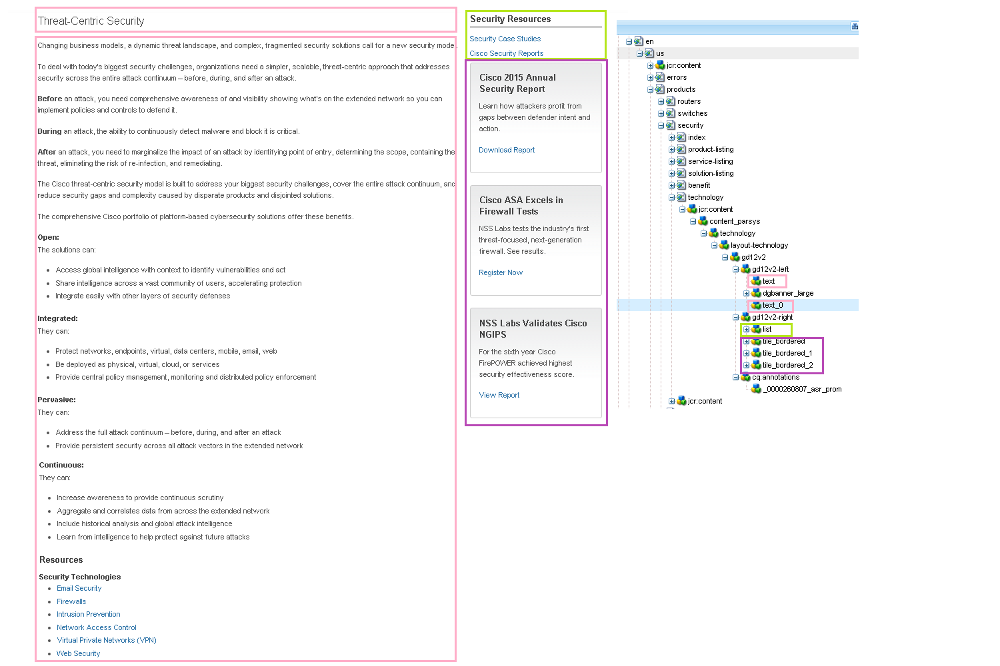 Threat-Centric Security
Changing business models, a dynamic threat landscape, and complex, fragmented security solutions call for a new security model.
To deal with today's biggest security challenges, organizations need a simpler, scalable, threat-centric approach that addresses
security across the entire attack continuum – before, during, and after an attack.
Before an attack, you need comprehensive awareness of and visibility showing what's on the extended network so you can
implement policies and controls to defend it.
During an attack, the ability to continuously detect malware and block it is critical.
After an attack, you need to marginalize the impact of an attack by identifying point of entry, determining the scope, containing the
threat, eliminating the risk of re-infection, and remediating.
The Cisco threat-centric security model is built to address your biggest security challenges, cover the entire attack continuum, and
reduce security gaps and complexity caused by disparate products and disjointed solutions.
The comprehensive Cisco portfolio of platform-based cybersecurity solutions offer these benefits.
Open:
The solutions can:
• Access global intelligence with context to identify vulnerabilities and act
• Share intelligence across a vast community of users, accelerating protection
• Integrate easily with other layers of security defenses
Integrated:
They can:
• Protect networks, endpoints, virtual, data centers, mobile, email, web
• Be deployed as physical, virtual, cloud, or services
• Provide central policy management, monitoring and distributed policy enforcement
Pervasive:
They can:
• Address the full attack continuum – before, during, and after an attack
• Provide persistent security across all attack vectors in the extended network
Continuous:
They can:
• Increase awareness to provide continuous scrutiny
• Aggregate and correlates data from across the extended network
• Include historical analysis and global attack intelligence
• Learn from intelligence to help protect against future attacks
Resources
Security Technologies
• Email Security
• Firewalls
• Intrusion Prevention
• Network Access Control
• Virtual Private Networks (VPN)
• Web Security
Security Resources
Security Case Studies
Cisco Security Reports
Cisco 2015 Annual
Security Report
Learn how attackers profit from
gaps between defender intent and
action.
Download Report
Cisco ASA Excels in
Firewall Tests
NSS Labs tests the industry's first
threat-focused, next-generation
firewall. See results.
Register Now
NSS Labs Validates Cisco
NGIPS
For the sixth year Cisco
FirePOWER achieved highest
security effectiveness score.
View Report
en
us
jcr:content
errors
products
routers
switches
security
index
product-listing
service-listing
solution-listing
benefit
technology
jcr:content
content_parsys
technology
layout-technology
gd12v2
gd12v2-left
text
dgbanner_large
text_0
gd12v2-right
list
tile_bordered
tile_bordered_1
tile_bordered_2
cq:annotations
_0000260807_asr_prom
jcr:content